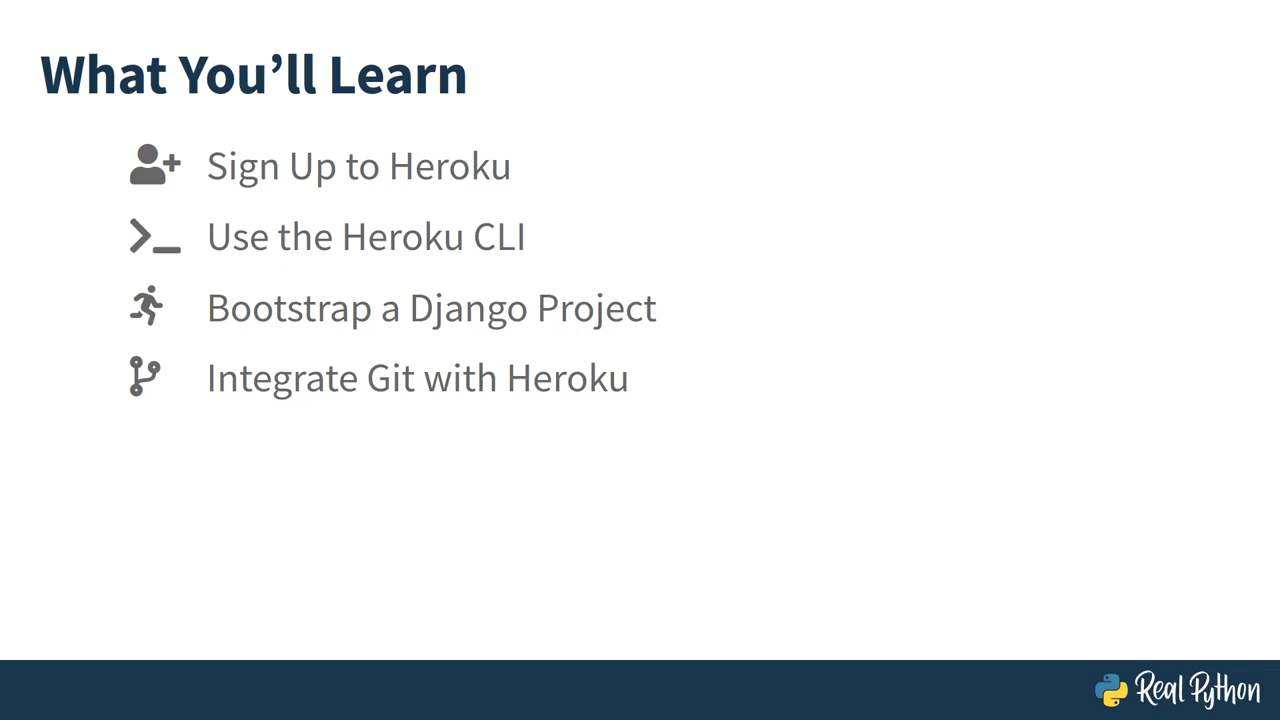 What You’ll Learn
Sign Up to Heroku
Use the Heroku CLI
Bootstrap a Django Project
Integrate Git with Heroku
Real Python